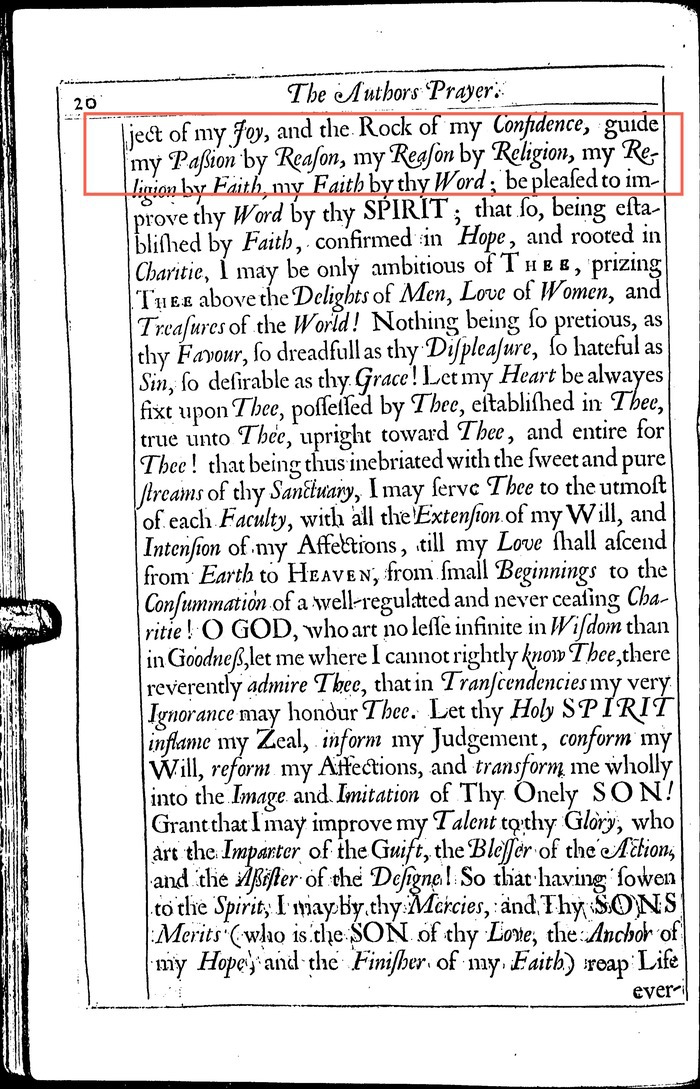 20
The Authors Prayer.
ject of my Joy, and the Rock of my Confidence, guide
my Paßion by Reaſon, my Reaſon by Religion, my Re-
ligion by Faith, my Faith by thy Word; be pleaſed to im-
prove thy Word by thy SPIRIT; that ſo, being eſta-
bliſhed by Faith, confirmed in Hope, and rooted in
Charitie, I may be only ambitious of THEE, prizing
THEE above the Delights of Men, Love of Women, and
Treaſures of the World! Nothing being ſo pretious, as
thy Favour, ſo dreadfull as thy Diſpleaſure, ſo hateful as
Sin, ſo deſirable as thy Grace! Let my Heart be alwayes
fixt upon Thee, poſſeſſed by Thee, eſtabliſhed in Thee,
true unto Thee, upright toward Thee, and entire for
Thee! that being thus inebriated with the ſweet and pure
ſtreams of thy Sanctuary, I may ſerve Thee to the utmoſt
of each Faculty, with all the Extenſion of my Will, and
Intenſion of my Affections, till my Love ſhall aſcend
from Earth to HEAVEN, from ſmall Beginnings to the
Conſummation of a well-regulated and never ceaſing Cha-
ritie! O GOD, who art no leſſe infinite in Wiſdom than
in Goodneß, let me where I cannot rightly know Thee, there
reverently admire Thee, that in Tranſcendencies my very
Ignorance may honour Thee. Let thy Holy SPIRIT
inflame my Zeal, inform my Judgement, conform my
Will, reform my Affections, and transform me wholly
into the Image and Imitation of Thy Onely SON!
Grant that I may improve my Talent to thy Glory, who
art the Imparter of the Guift, the Bleſſer of the Action,
and the Aßiſter of the Deſigne! So that having ſowen
to the Spirit, I may by thy Mercies, and Thy SONS
Merits (who is the SON of thy Love, the Anchor of
my Hope, and the Finiſher of my Faith) reap Life
ever-